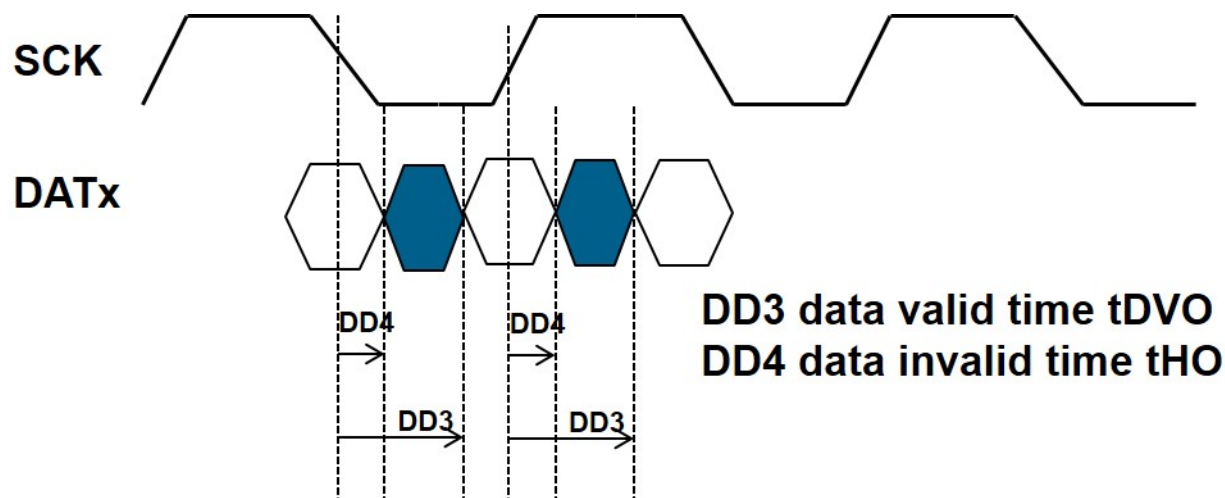 SCK
DATx
DD4
DD4
DD3 data valid time tDVO
DD4 data invalid time tHO
DD3
DD3